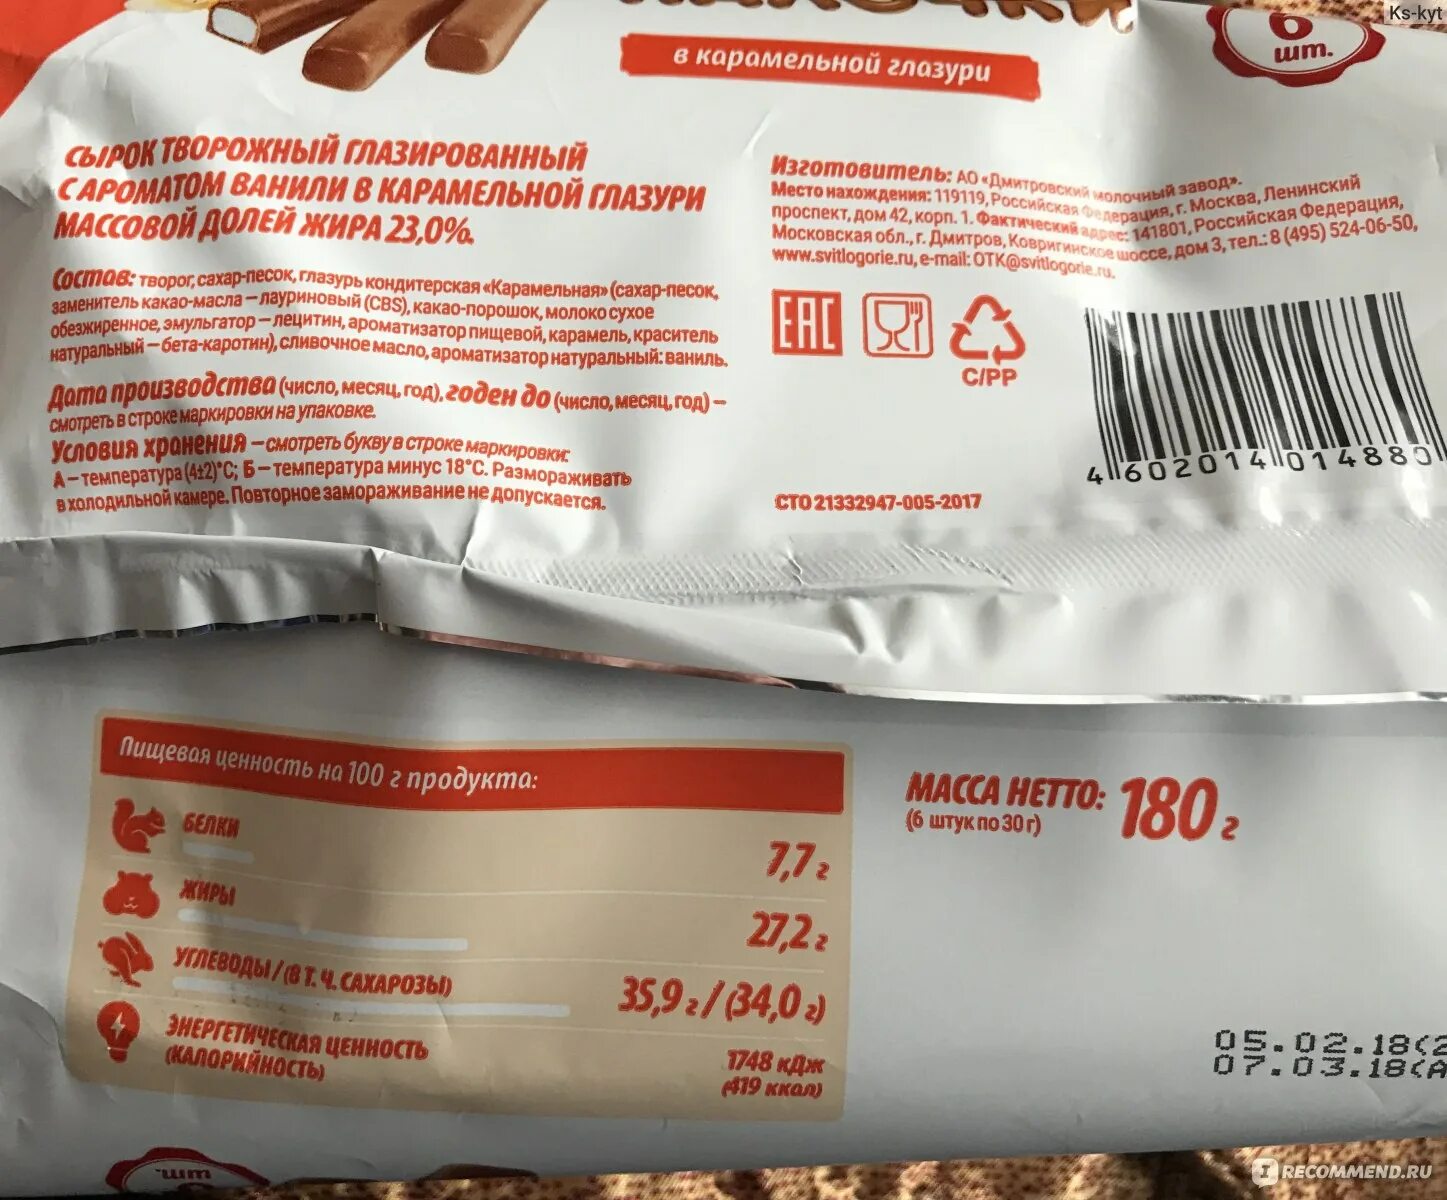 Ks-kyt
в карамельной глазури
6
шт.
СЫРОК ТВОРОЖНЫЙ ГЛАЗИРОВАННЫЙ
С АРОМАТОМ ВАНИЛИ В КАРАМЕЛЬНОЙ ГЛАЗУРИ
МАССОВОЙ ДОЛЕЙ ЖИРА 23,0%.
Состав: творог, сахар-песок, глазурь кондитерская «Карамельная» (сахар-песок,
заменитель какао-масла – лауриновый (CBS), какао-порошок, молоко сухое
обезжиренное, эмульгатор – лецитин, ароматизатор пищевой, карамель, краситель
натуральный – бета-каротин), сливочное масло, ароматизатор натуральный: ваниль.
Дата производства (число, месяц, год), годен до (число, месяц, год) –
смотреть в строке маркировки на упаковке.
Условия хранения – смотреть букву в строке маркировки:
А – температура (4±2)°С; Б – температура минус 18°С. Размораживать
в холодильной камере. Повторное замораживание не допускается.
Изготовитель: АО «Дмитровский молочный завод».
Место нахождения: 119119, Российская Федерация, г. Москва, Ленинский
проспект, дом 42, корп. 1. Фактический адрес: 141801, Российская Федерация,
Московская обл., г. Дмитров, Ковригинское шоссе, дом 3, тел.: 8 (495) 524-06-50,
www.svitlogorie.ru, e-mail: OTK@svitlogorie.ru.
EAC
C/PP
4 602014 014880
СТО 21332947-005-2017
Пищевая ценность на 100 г продукта:
БЕЛКИ
7,7 г
ЖИРЫ
27,2 г
УГЛЕВОДЫ / (В Т. Ч. САХАРОЗЫ)
35,9 г / (34,0 г)
ЭНЕРГЕТИЧЕСКАЯ ЦЕННОСТЬ
(КАЛОРИЙНОСТЬ)
1748 кДж
(419 ккал)
МАССА НЕТТО: 180 г
(6 штук по 30 г)
05.02.18(2
07.03.18(А
шт
RECOMMEND.RU